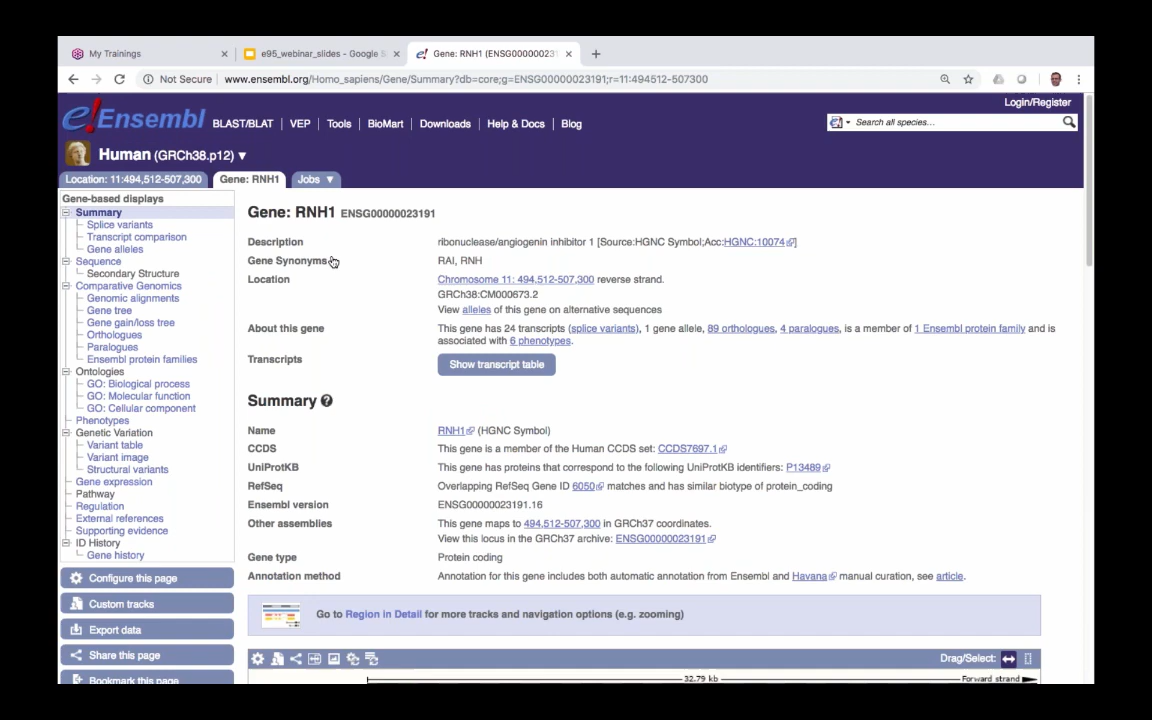 My Trainings
e95_webinar_slides - Google S
Gene: RNH1 (ENSG0000002319
Not Secure www.ensembl.org/Homo_sapiens/Gene/Summary?db=core;g=ENSG00000023191;r=11:494512-507300
Login/Register
e!Ensembl BLAST/BLAT | VEP | Tools | BioMart | Downloads | Help & Docs | Blog
Search all species...
Human (GRCh38.p12) ▼
Location: 11:494,512-507,300 Gene: RNH1 Jobs ▼
Gene-based displays
Summary
Splice variants
Transcript comparison
Gene alleles
Sequence
Secondary Structure
Comparative Genomics
Genomic alignments
Gene tree
Gene gain/loss tree
Orthologues
Paralogues
Ensembl protein families
Ontologies
GO: Biological process
GO: Molecular function
GO: Cellular component
Phenotypes
Genetic Variation
Variant table
Variant image
Structural variants
Gene expression
Pathway
Regulation
External references
Supporting evidence
ID History
Gene history
Configure this page
Custom tracks
Export data
Share this page
Bookmark this page
Gene: RNH1 ENSG00000023191
Description ribonuclease/angiogenin inhibitor 1 [Source:HGNC Symbol;Acc:HGNC:10074]
Gene Synonyms RAI, RNH
Location Chromosome 11: 494,512-507,300 reverse strand.
GRCh38:CM000673.2
View alleles of this gene on alternative sequences
About this gene This gene has 24 transcripts (splice variants), 1 gene allele, 89 orthologues, 4 paralogues, is a member of 1 Ensembl protein family and is
associated with 6 phenotypes.
Transcripts Show transcript table
Summary ?
Name RNH1 (HGNC Symbol)
CCDS This gene is a member of the Human CCDS set: CCDS7697.1
UniProtKB This gene has proteins that correspond to the following UniProtKB identifiers: P13489
RefSeq Overlapping RefSeq Gene ID 6050 matches and has similar biotype of protein_coding
Ensembl version ENSG00000023191.16
Other assemblies This gene maps to 494,512-507,300 in GRCh37 coordinates.
View this locus in the GRCh37 archive: ENSG00000023191
Gene type Protein coding
Annotation method Annotation for this gene includes both automatic annotation from Ensembl and Havana manual curation, see article.
Go to Region in Detail for more tracks and navigation options (e.g. zooming)
Drag/Select:
32.79 kb Forward strand